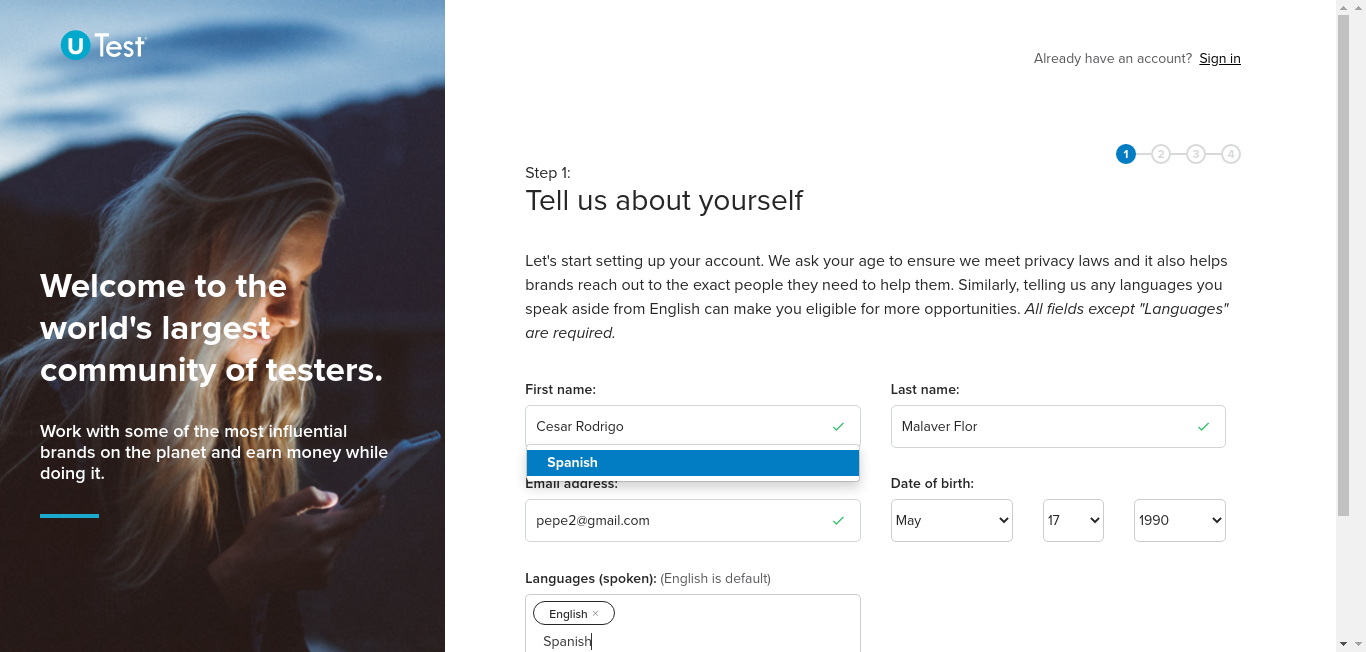 U Test
Already have an account? Sign in
1 2 3 4
Step 1:
Tell us about yourself
Let's start setting up your account. We ask your age to ensure we meet privacy laws and it also helps
brands reach out to the exact people they need to help them. Similarly, telling us any languages you
speak aside from English can make you eligible for more opportunities. All fields except "Languages"
are required.
Welcome to the
world's largest
community of testers.
Work with some of the most influential
brands on the planet and earn money while
doing it.
First name: Last name:
Cesar Rodrigo Malaver Flor
Spanish
Email address: Date of birth:
pepe2@gmail.com May 17 1990
Languages (spoken): (English is default)
English ×
Spanish